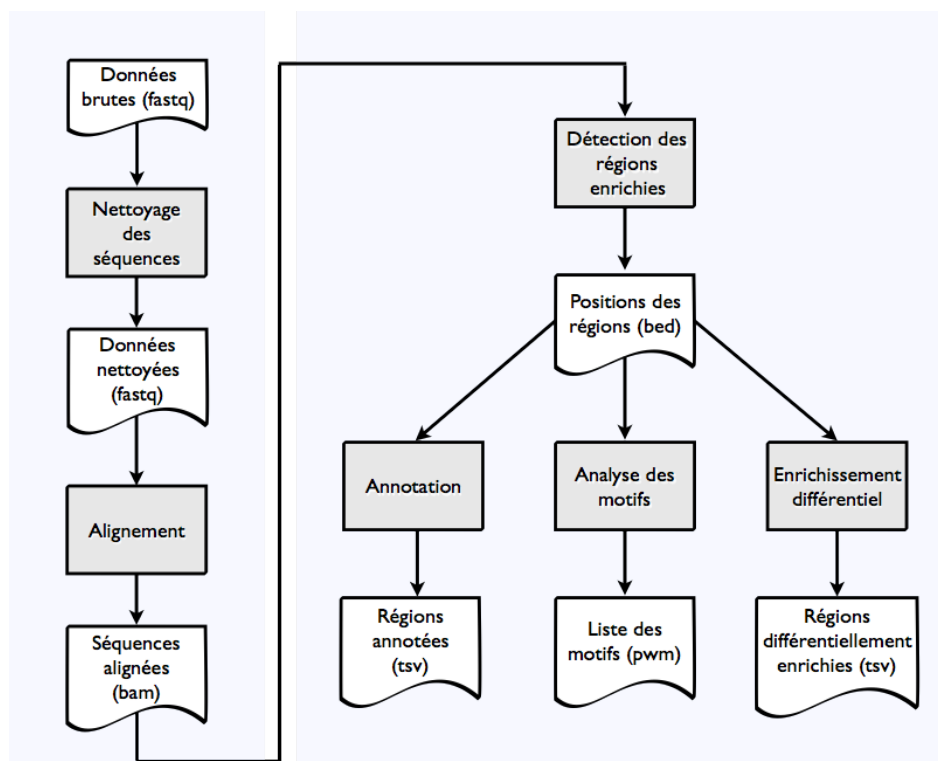 Données
brutes (fastq)
Nettoyage
des
séquences
Données
nettoyées
(fastq)
Alignement
Séquences
alignées
(bam)
Détection des
régions
enrichies
Positions des
régions (bed)
Annotation
Analyse des
motifs
Enrichissement
différentiel
Régions
annotées
(tsv)
Liste des
motifs (pwm)
Régions
différentiellement
enrichies (tsv)